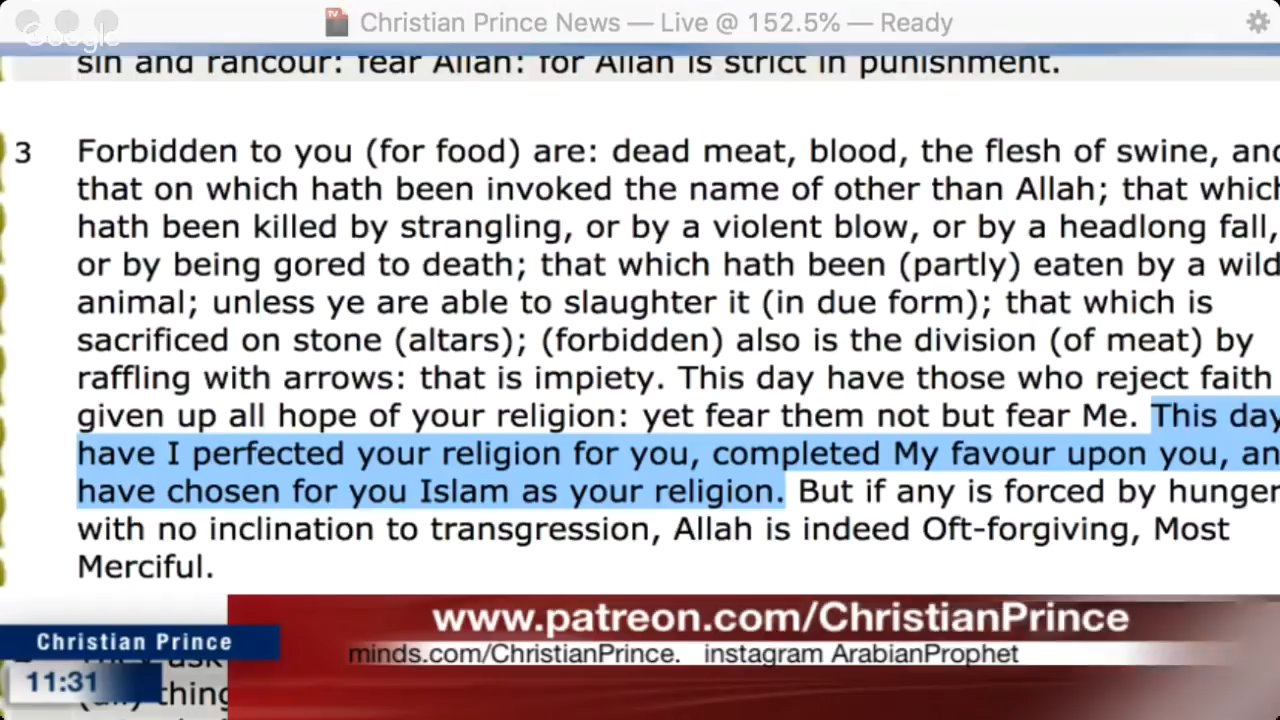 Christian Prince News — Live @ 152.5% — Ready
Google
sin and rancour: fear Allah: for Allah is strict in punishment.
3 Forbidden to you (for food) are: dead meat, blood, the flesh of swine, and
that on which hath been invoked the name of other than Allah; that which
hath been killed by strangling, or by a violent blow, or by a headlong fall,
or by being gored to death; that which hath been (partly) eaten by a wild
animal; unless ye are able to slaughter it (in due form); that which is
sacrificed on stone (altars); (forbidden) also is the division (of meat) by
raffling with arrows: that is impiety. This day have those who reject faith
given up all hope of your religion: yet fear them not but fear Me. This day
have I perfected your religion for you, completed My favour upon you, an
have chosen for you Islam as your religion. But if any is forced by hunger
with no inclination to transgression, Allah is indeed Oft-forgiving, Most
Merciful.
www.patreon.com/ChristianPrince
Christian Prince
minds.com/ChristianPrince. instagram ArabianProphet
ask
11:31
(all) thing